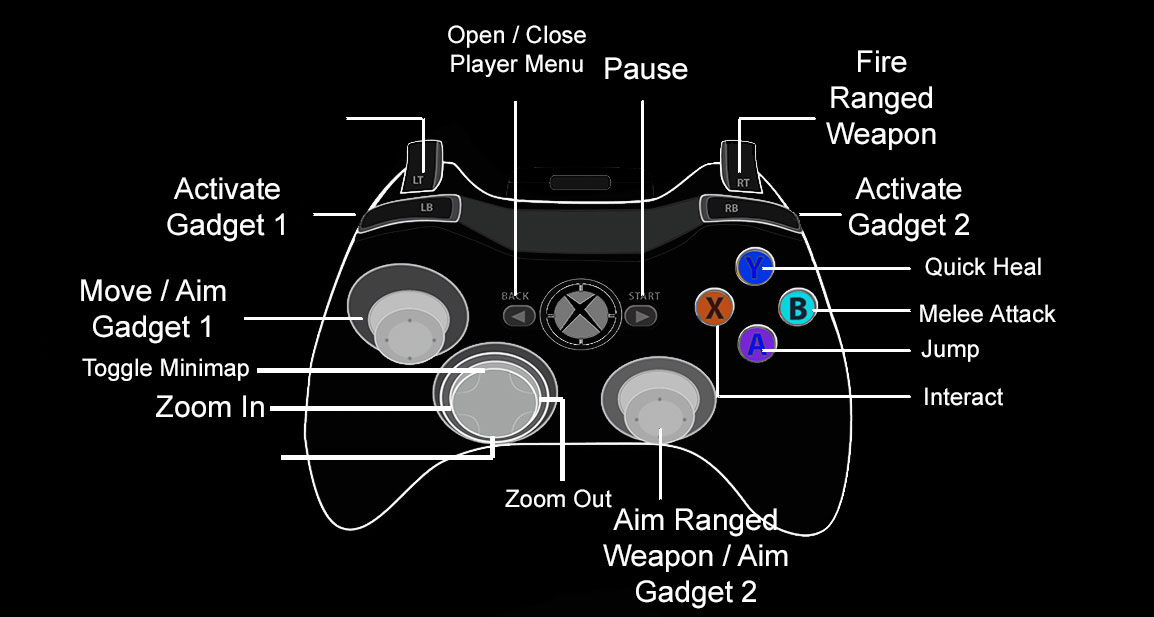 Open / Close
Player Menu
Pause
Fire
Ranged
Weapon
LT
RT
Activate
Gadget 1
LB
RB
Activate
Gadget 2
Y
Quick Heal
Move / Aim
Gadget 1
BACK
START
X
B
Melee Attack
A
Jump
Toggle Minimap
Zoom In
Interact
Zoom Out
Aim Ranged
Weapon / Aim
Gadget 2